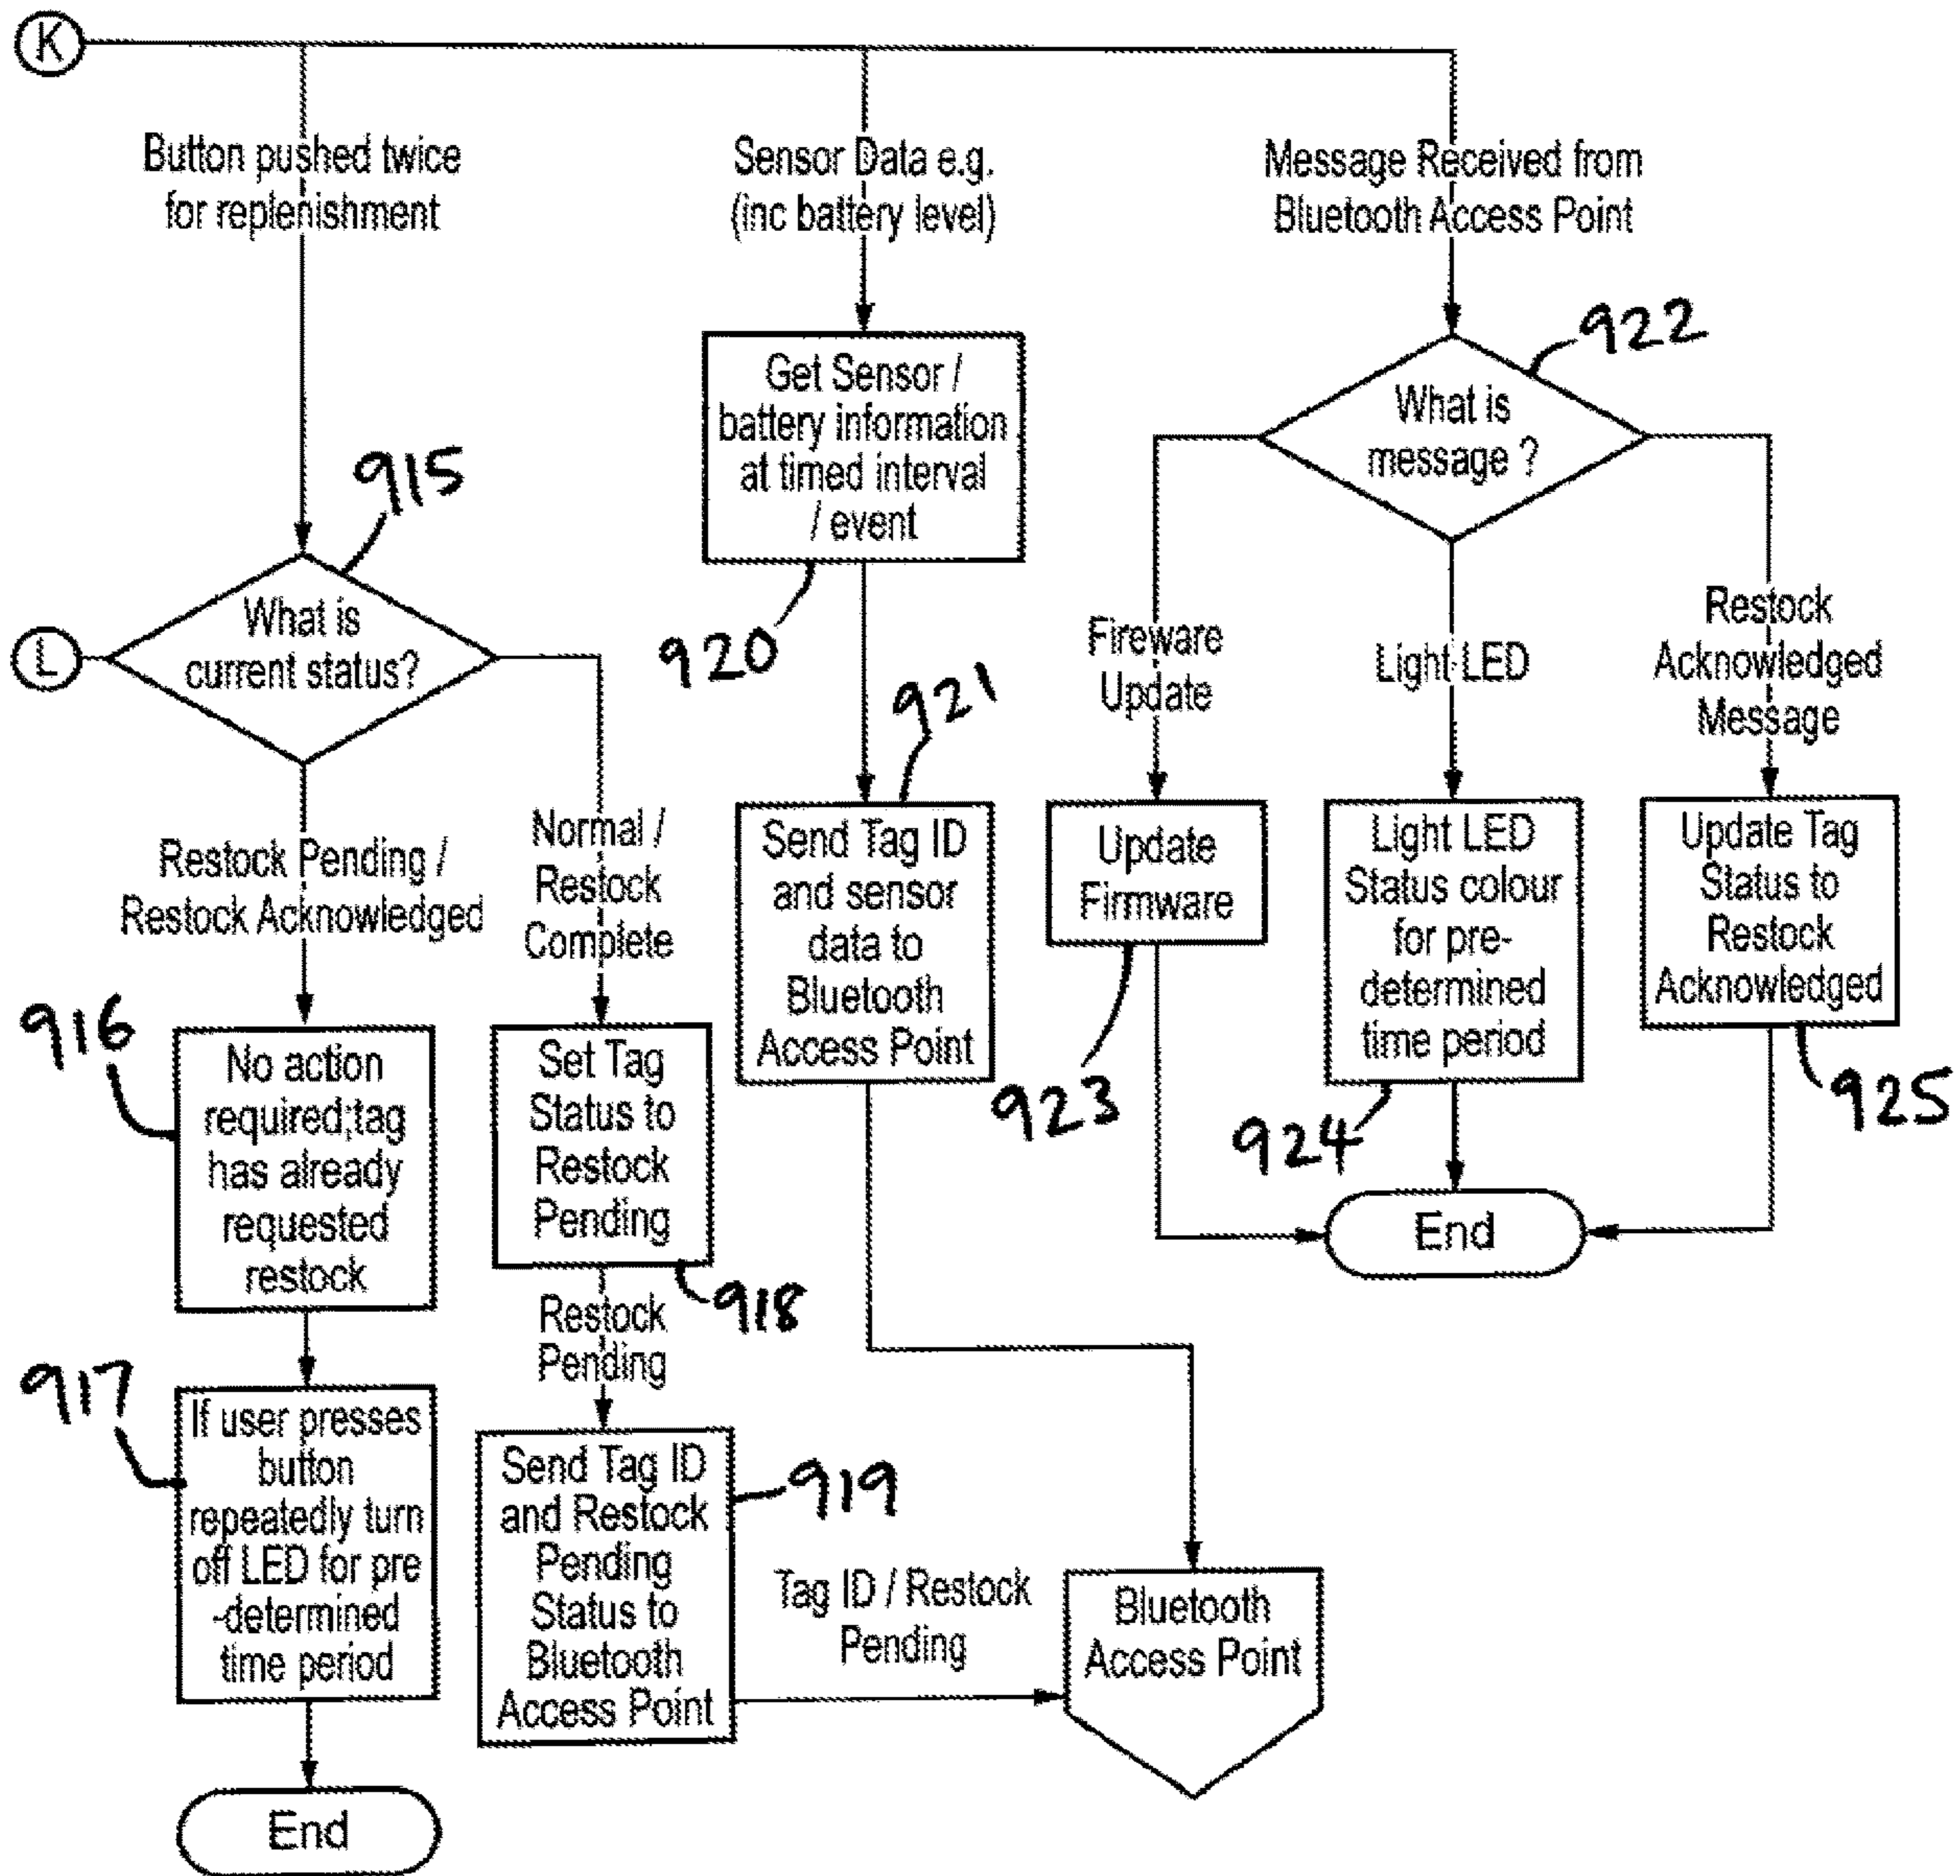 K
Button pushed twice
for replenishment
Sensor Data e.g.
(inc battery level)
Message Received from
Bluetooth Access Point
922
What is
message ?
Get Sensor /
battery information
at timed interval
/ event
920
915
What is
current status?
L
Fireware
Update
Light LED
Restock
Acknowledged
Message
921
Restock Pending /
Restock Acknowledged
Normal /
Restock
Complete
Send Tag ID
and sensor
data to
Bluetooth
Access Point
Update
Firmware
923
Light LED
Status colour
for pre-
determined
time period
924
Update Tag
Status to
Restock
Acknowledged
925
916
No action
required;tag
has already
requested
restock
Set Tag
Status to
Restock
Pending
918
End
Restock
Pending
917
If user presses
button
repeatedly turn
off LED for pre
-determined
time period
Send Tag ID
and Restock
Pending
Status to
Bluetooth
Access Point
919
Tag ID / Restock
Pending
Bluetooth
Access Point
End